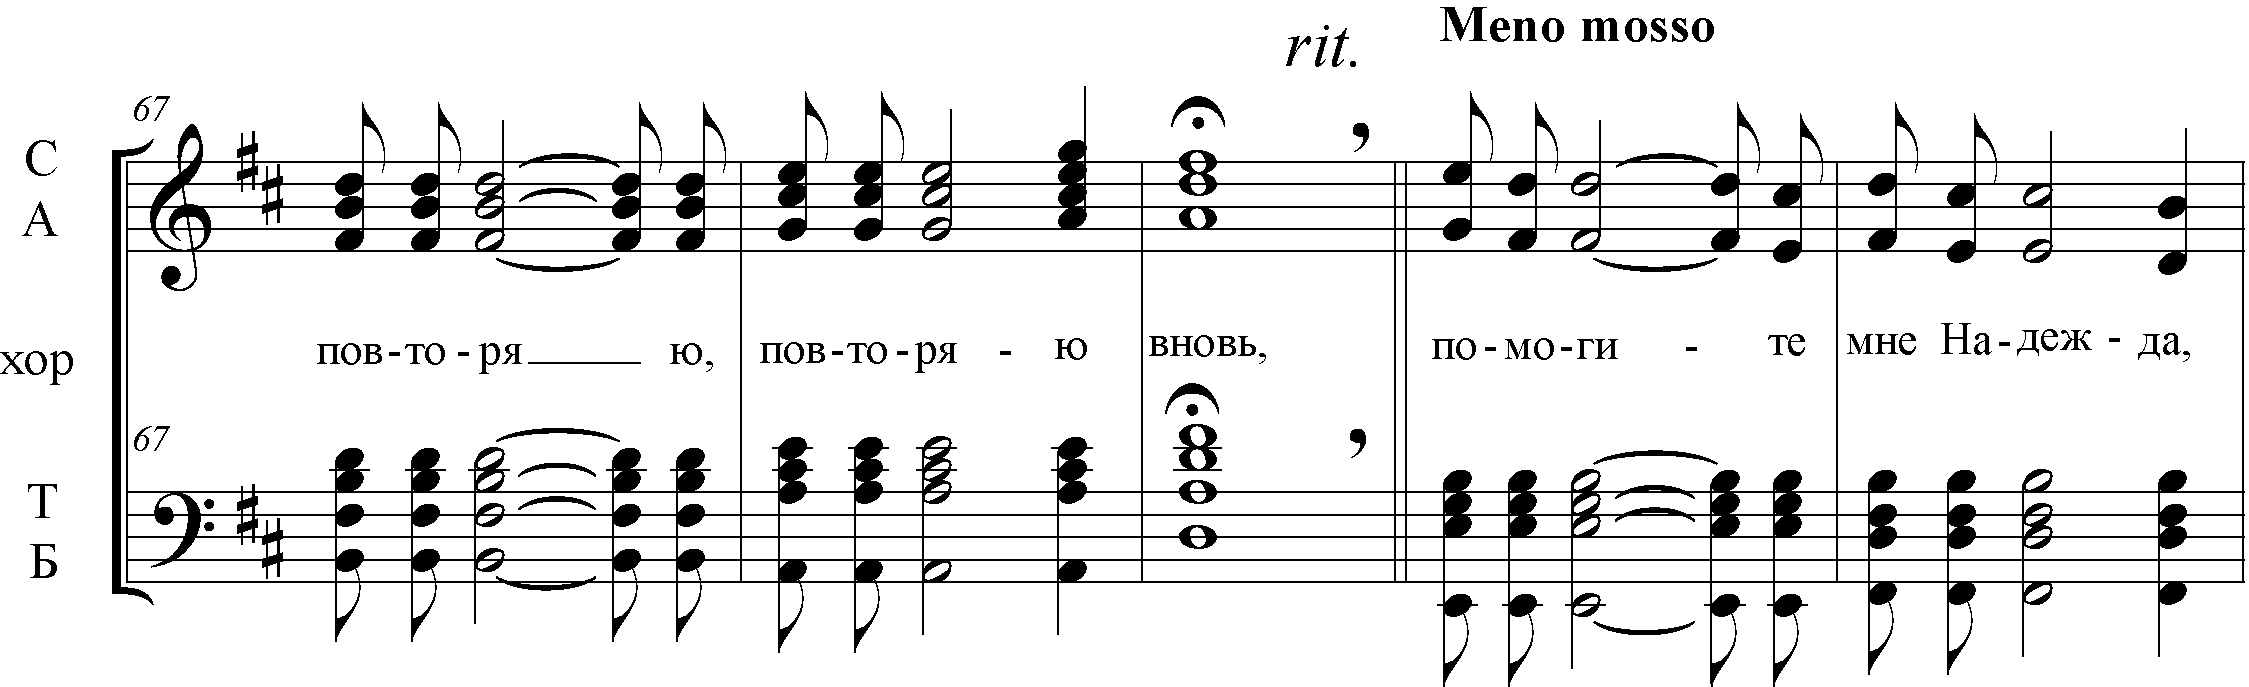 rit. Meno mosso
67
С
А
хор пов-то-ря ю, пов-то-ря - ю вновь, по-мо-ги - те мне На-деж - да,
67
Т
Б